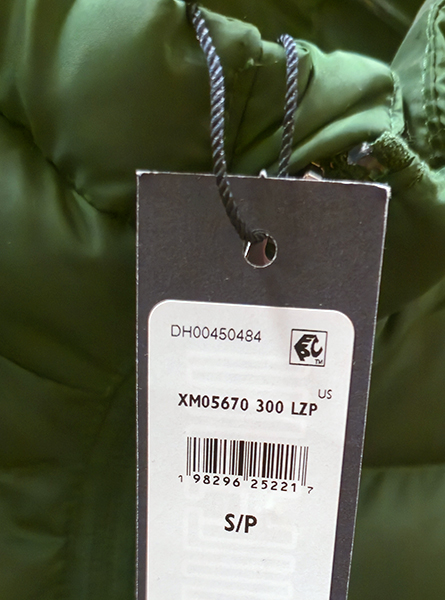 DH00450484
US
XM05670 300 LZP
1 98296 25221 7
S/P